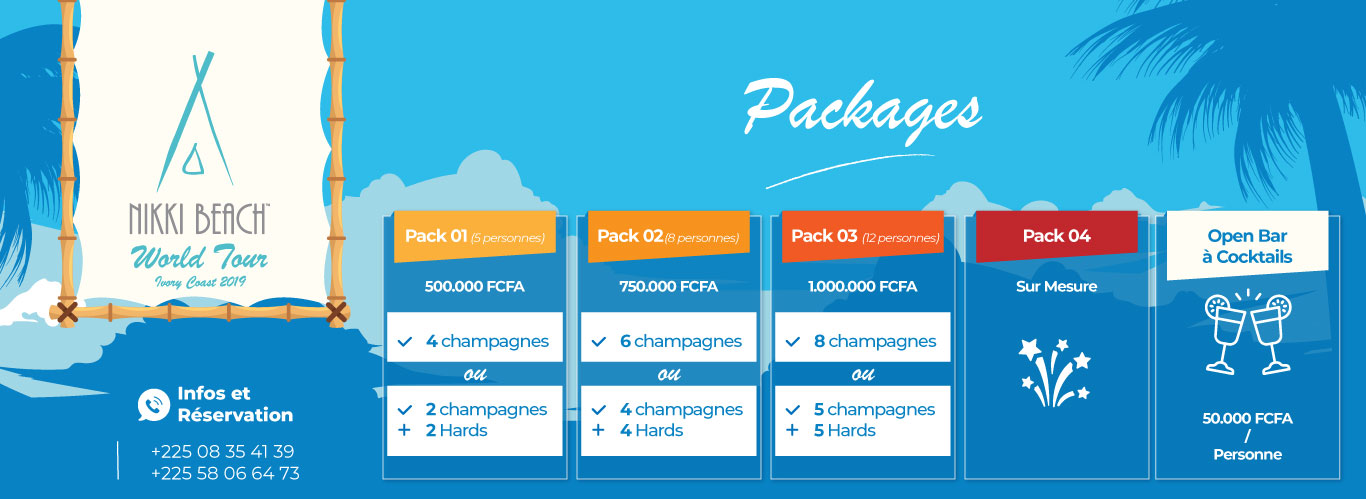 NIKKI BEACH™
World Tour
Ivory Coast 2019
Infos et
Réservation
+225 08 35 41 39
+225 58 06 64 73
Packages
Pack 01 (5 personnes)
500.000 FCFA
4 champagnes
ou
2 champagnes
+ 2 Hards
Pack 02 (8 personnes)
750.000 FCFA
6 champagnes
ou
4 champagnes
+ 4 Hards
Pack 03 (12 personnes)
1.000.000 FCFA
8 champagnes
ou
5 champagnes
+ 5 Hards
Pack 04
Sur Mesure
Open Bar
à Cocktails
50.000 FCFA
/
Personne